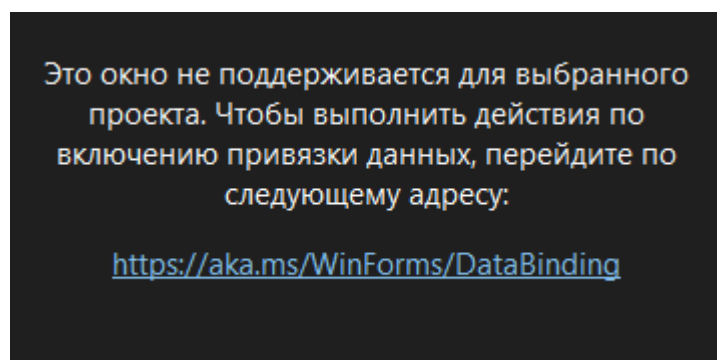 Это окно не поддерживается для выбранного
проекта. Чтобы выполнить действия по
включению привязки данных, перейдите по
следующему адресу:
https://aka.ms/WinForms/DataBinding